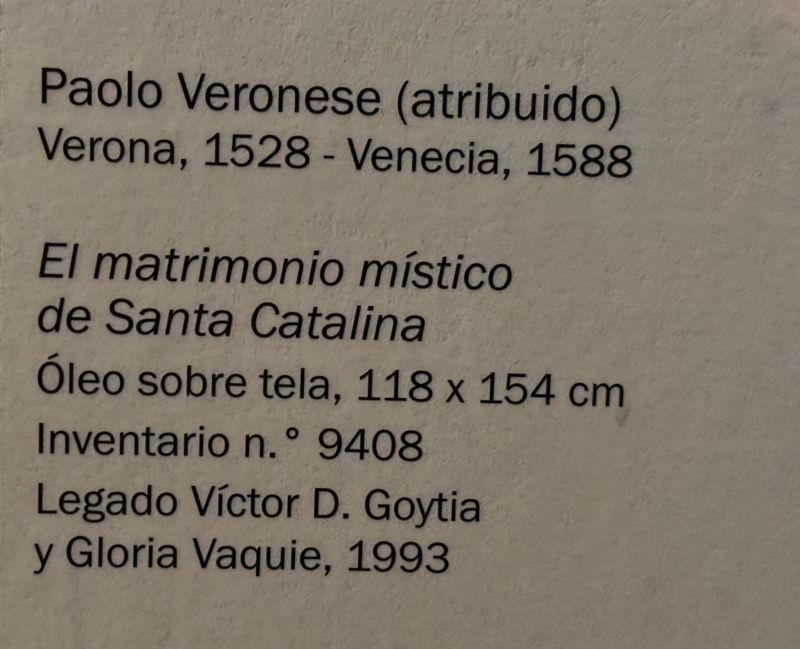 Paolo Veronese (atribuido)
Verona, 1528 - Venecia, 1588
El matrimonio místico
de Santa Catalina
Óleo sobre tela, 118 x 154 cm
Inventario n.° 9408
Legado Víctor D. Goytia
y Gloria Vaquie, 1993